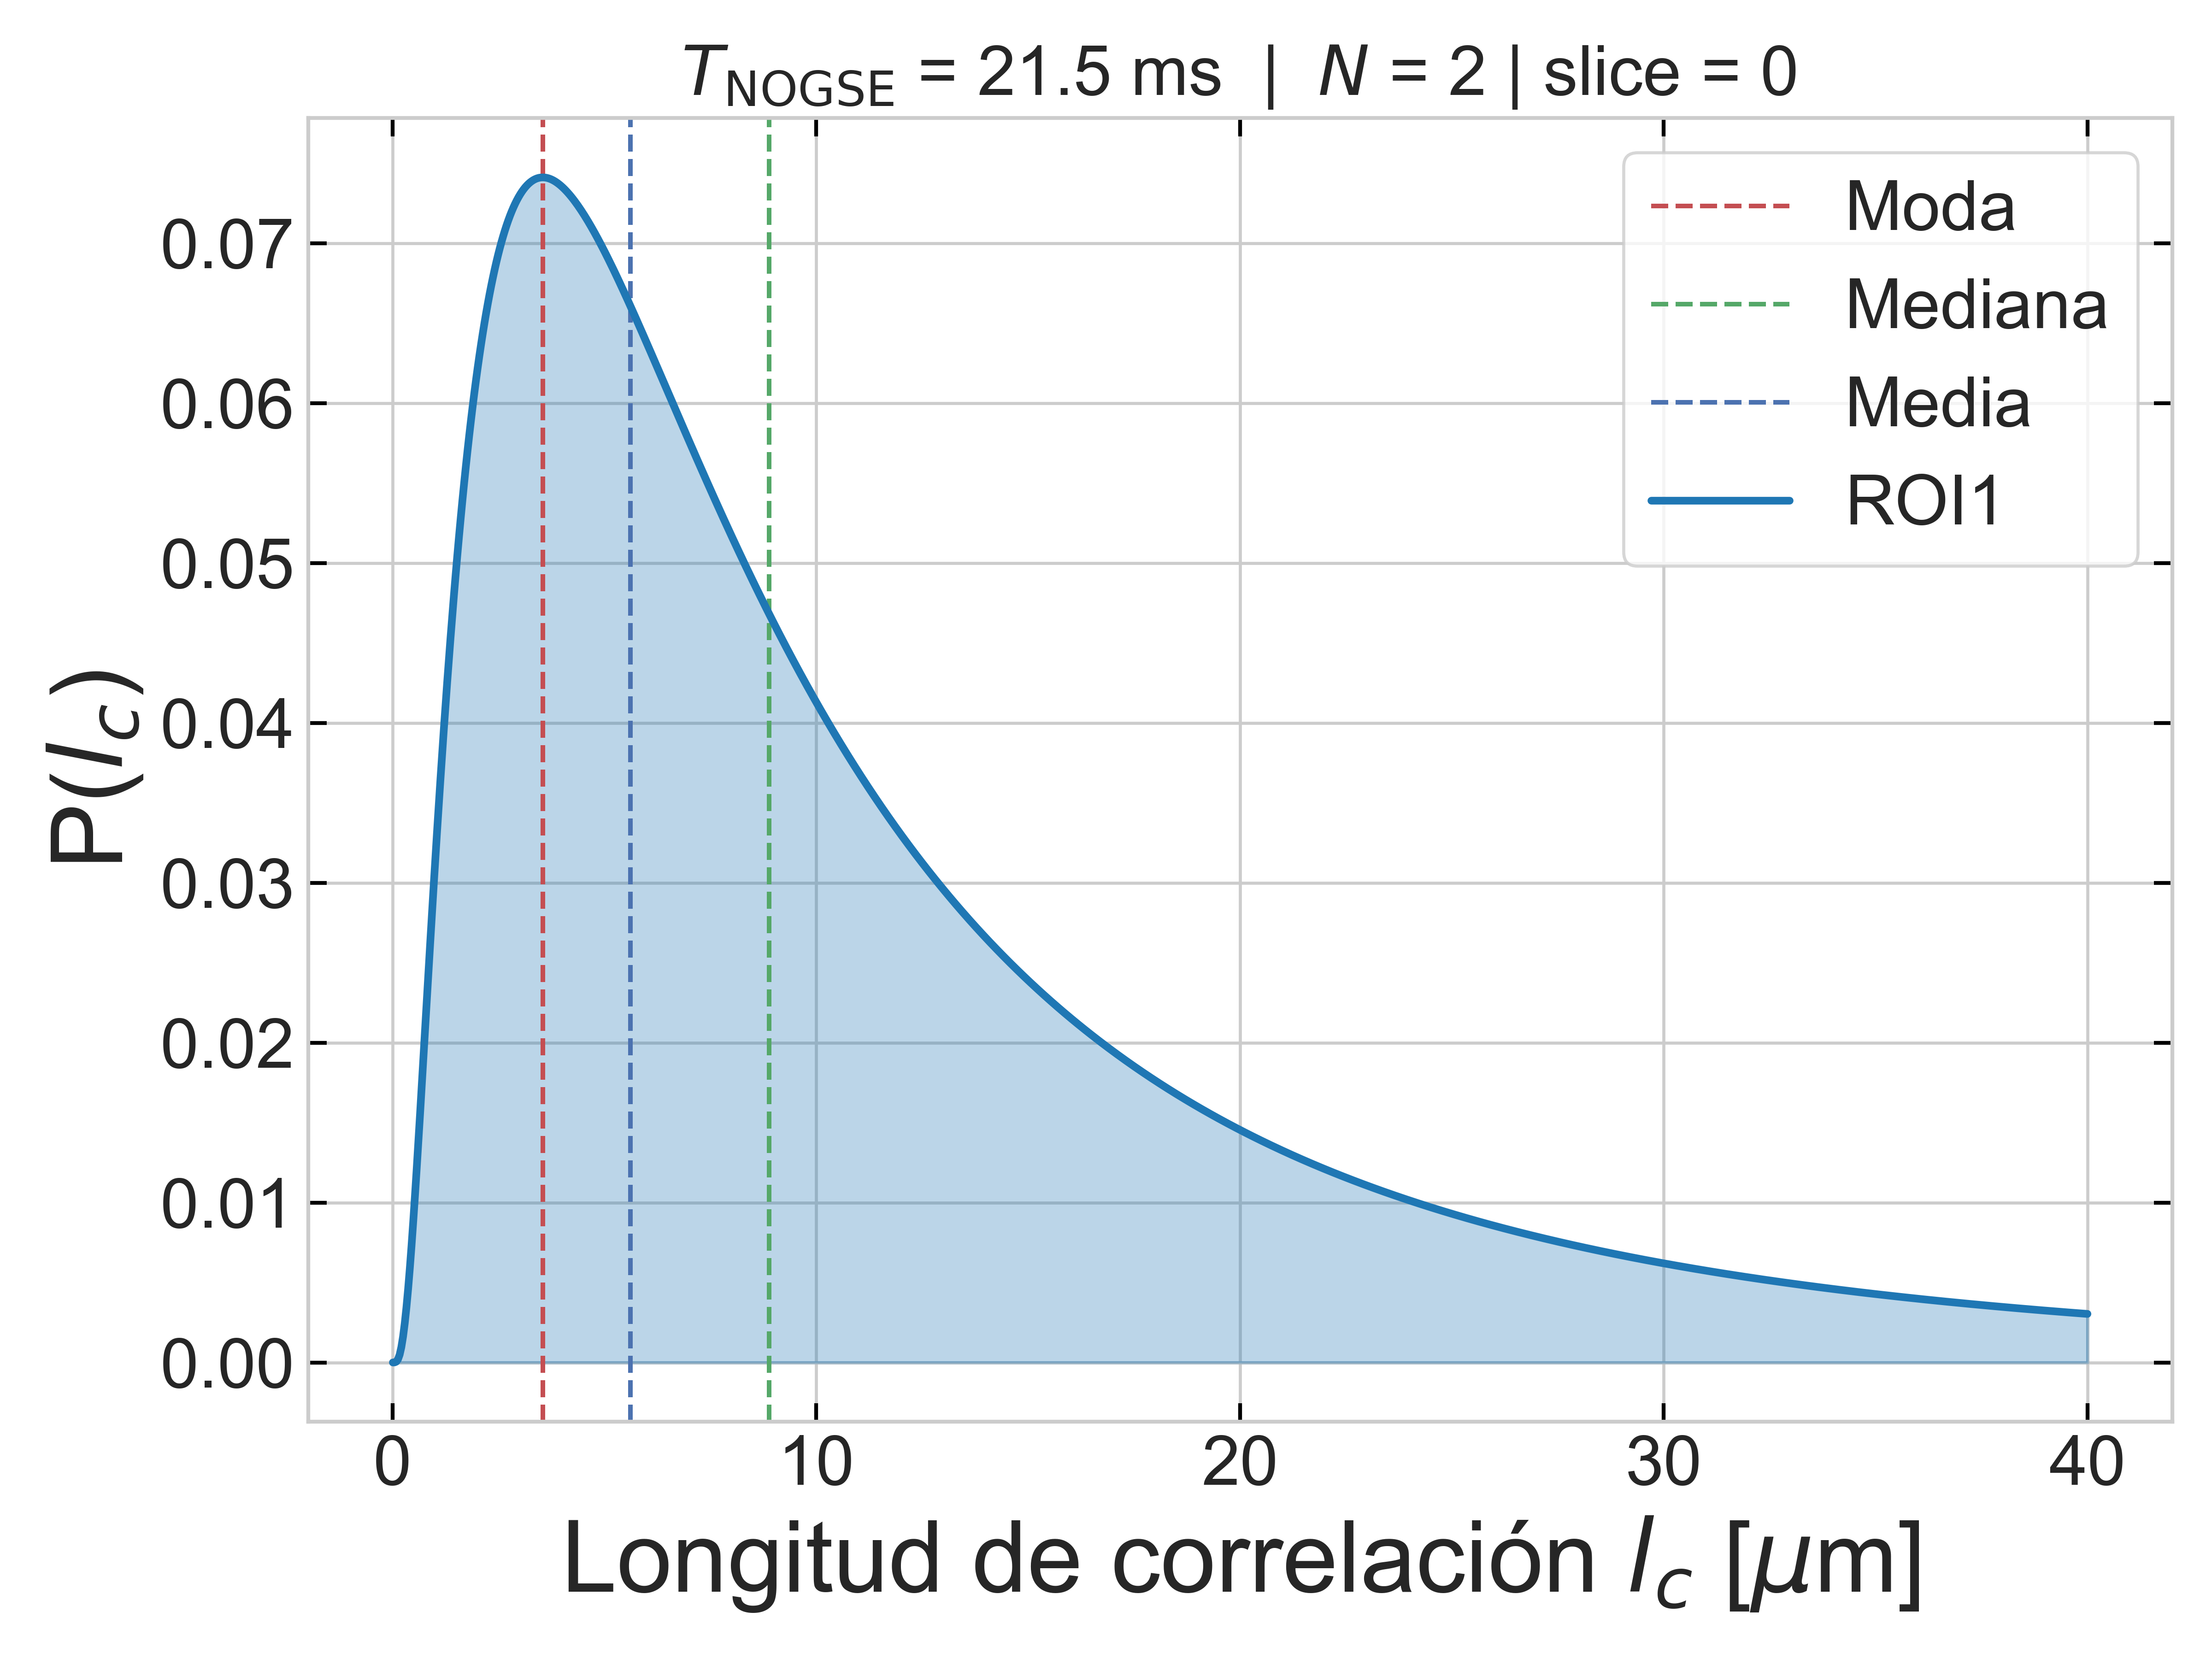 T_NOGSE = 21.5 ms | N = 2 | slice = 0
Moda
Mediana
Media
ROI1
P(l_c)
0.07
0.06
0.05
0.04
0.03
0.02
0.01
0.00
0 10 20 30 40
Longitud de correlación l_c [μm]